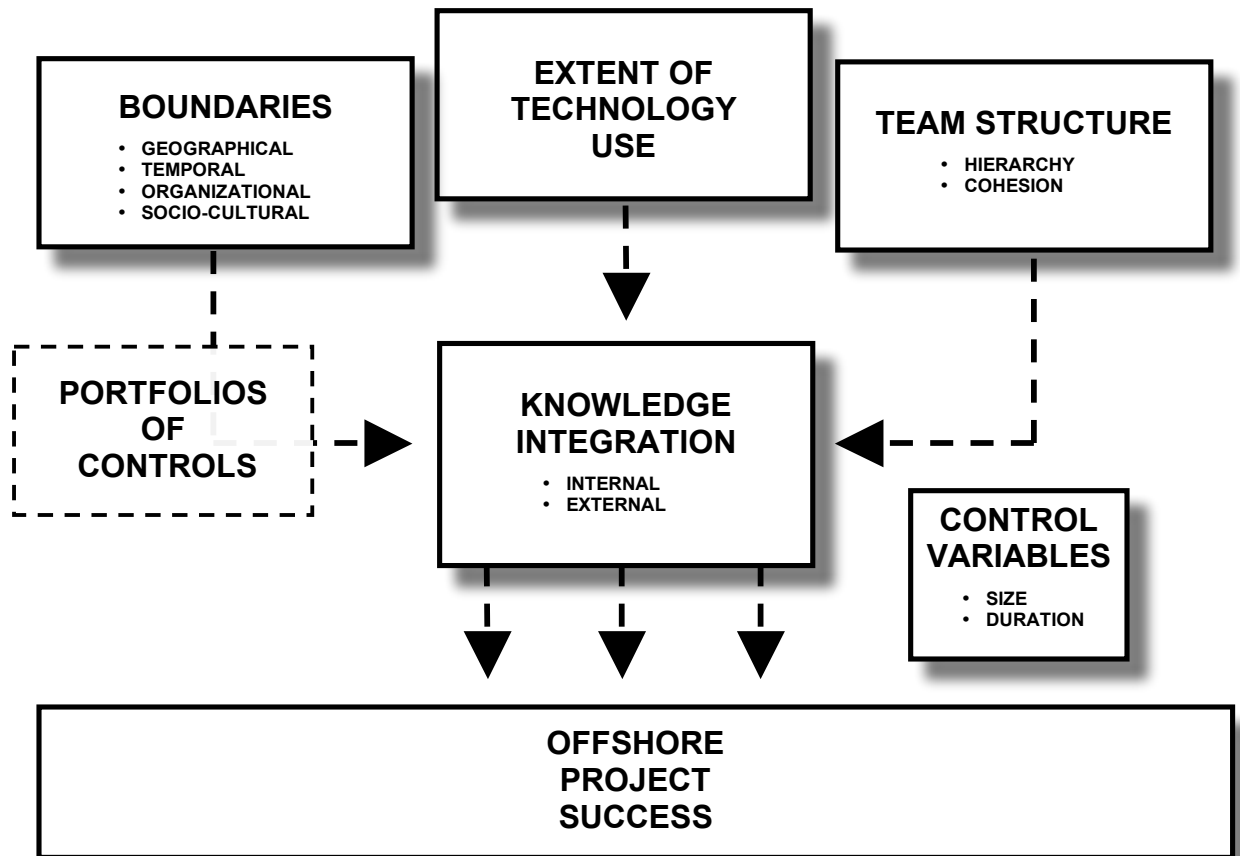 BOUNDARIES
• GEOGRAPHICAL
• TEMPORAL
• ORGANIZATIONAL
• SOCIO-CULTURAL
EXTENT OF
TECHNOLOGY
USE
TEAM STRUCTURE
• HIERARCHY
• COHESION
PORTFOLIOS
OF
CONTROLS
KNOWLEDGE
INTEGRATION
• INTERNAL
• EXTERNAL
CONTROL
VARIABLES
• SIZE
• DURATION
OFFSHORE
PROJECT
SUCCESS